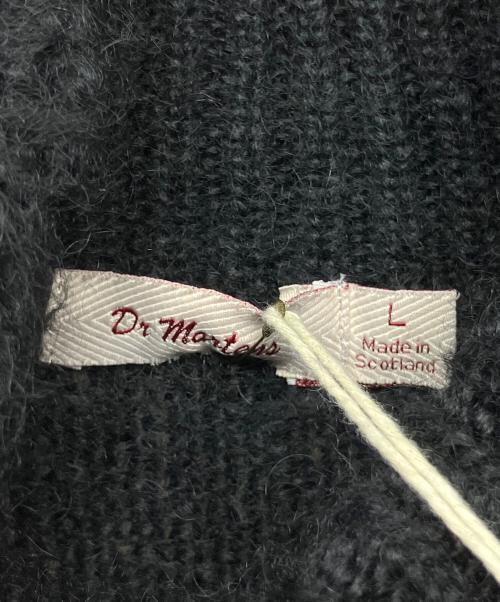 Dr Martens
L
Made in
Scotland